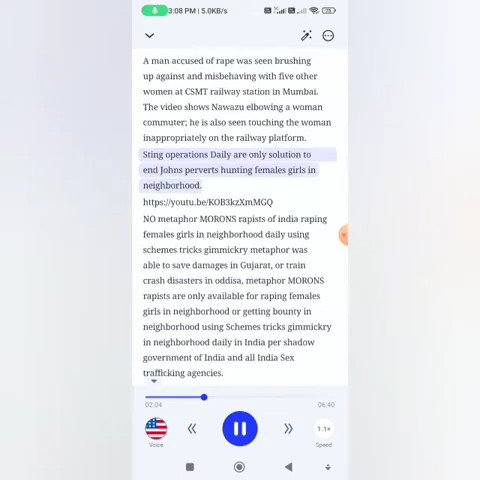 3:08 PM | 5.0KB/s
A man accused of rape was seen brushing
up against and misbehaving with five other
women at CSMT railway station in Mumbai.
The video shows Nawazu elbowing a woman
commuter; he is also seen touching the woman
inappropriately on the railway platform.
Sting operations Daily are only solution to
end Johns perverts hunting females girls in
neighborhood.
https://youtu.be/KOB3kzXmMGQ
NO metaphor MORONS rapists of india raping
females girls in neighborhood daily using
schemes tricks gimmickry metaphor was
able to save damages in Gujarat, or train
crash disasters in oddisa, metaphor MORONS
rapists are only available for raping females
girls in neighborhood or getting bounty in
neighborhood using Schemes tricks gimmickry
in neighborhood daily in India per shadow
government of India and all India Sex
trafficking agencies.
02:04
06:40
1.1×
Voice
Speed